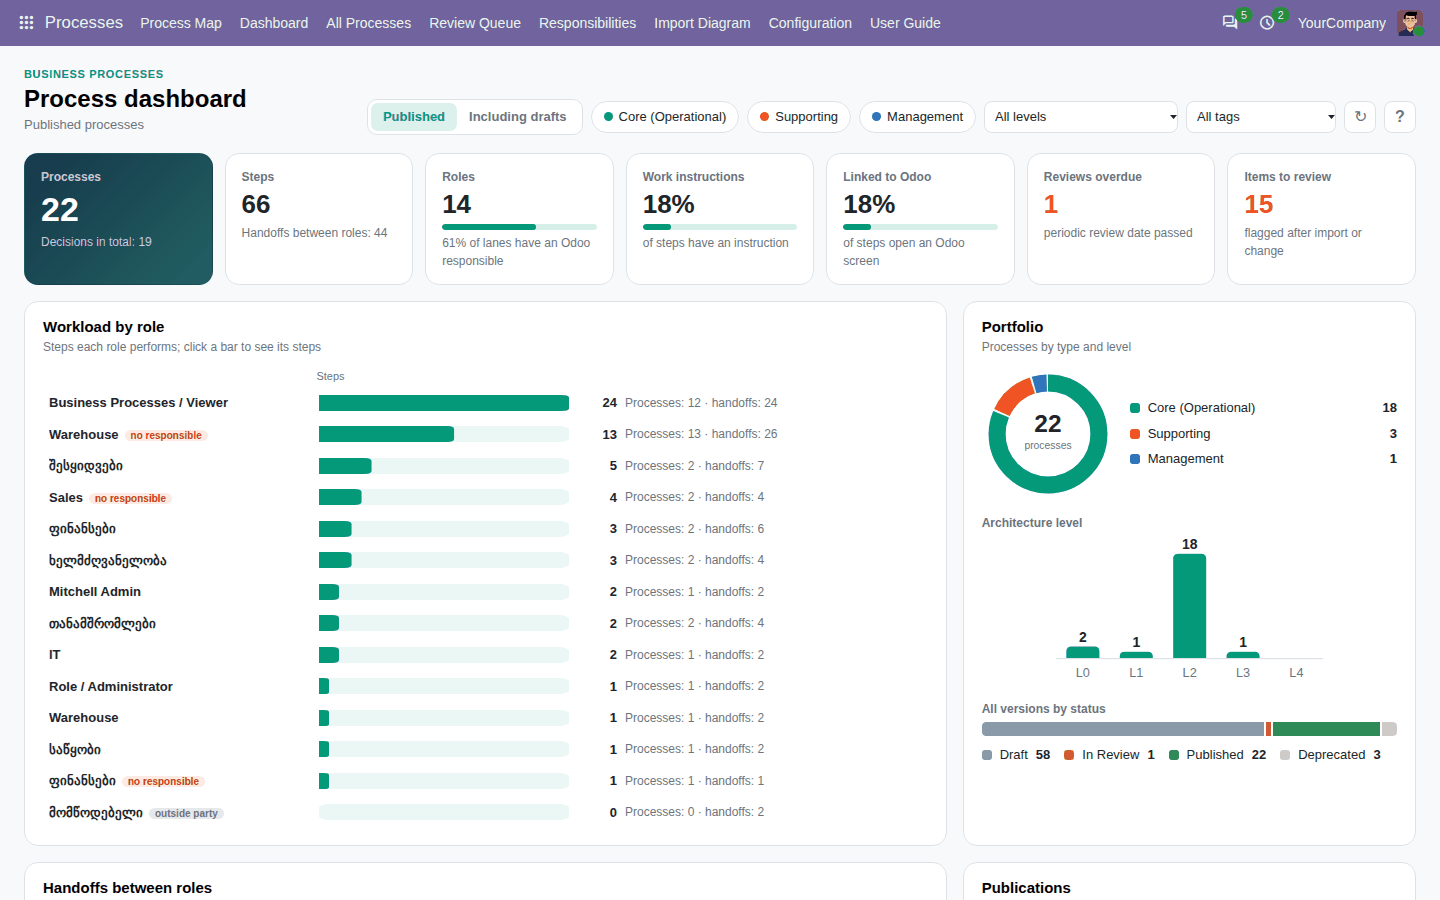 Processes Process Map Dashboard All Processes Review Queue Responsibilities Import Diagram Configuration User Guide 5 2 YourCompany
BUSINESS PROCESSES
Process dashboard
Published processes
Published Including drafts Core (Operational) Supporting Management All levels All tags ↻ ?
Processes
22
Decisions in total: 19
Steps
66
Handoffs between roles: 44
Roles
14
61% of lanes have an Odoo
responsible
Work instructions
18%
of steps have an instruction
Linked to Odoo
18%
of steps open an Odoo
screen
Reviews overdue
1
periodic review date passed
Items to review
15
flagged after import or
change
Workload by role
Steps each role performs; click a bar to see its steps
Steps
Business Processes / Viewer 24 Processes: 12 · handoffs: 24
Warehouse no responsible 13 Processes: 13 · handoffs: 26
შესყიდვები 5 Processes: 2 · handoffs: 7
Sales no responsible 4 Processes: 2 · handoffs: 4
ფინანსები 3 Processes: 2 · handoffs: 6
ხელმძღვანელობა 3 Processes: 2 · handoffs: 4
Mitchell Admin 2 Processes: 1 · handoffs: 2
თანამშრომლები 2 Processes: 2 · handoffs: 4
IT 2 Processes: 1 · handoffs: 2
Role / Administrator 1 Processes: 1 · handoffs: 2
Warehouse 1 Processes: 1 · handoffs: 2
საწყობი 1 Processes: 1 · handoffs: 2
ფინანსები no responsible 1 Processes: 1 · handoffs: 1
მომწოდებელი outside party 0 Processes: 0 · handoffs: 2
Portfolio
Processes by type and level
22
processes
Core (Operational) 18
Supporting 3
Management 1
Architecture level
18
2 1 1
L0 L1 L2 L3 L4
All versions by status
Draft 58 In Review 1 Published 22 Deprecated 3
Handoffs between roles
Publications